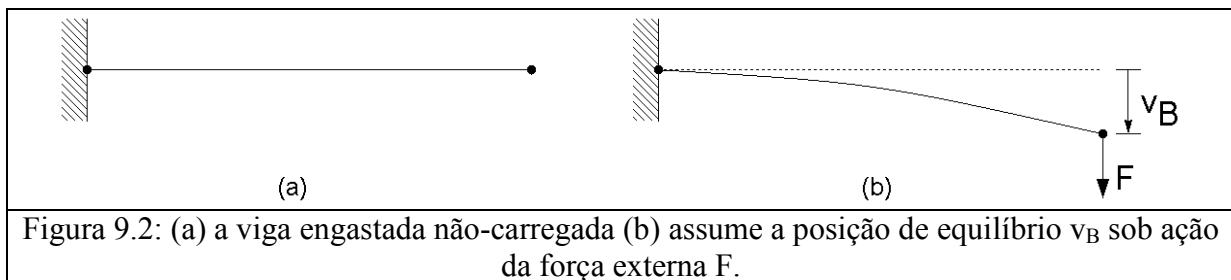 v_B
F
(a)
(b)
Figura 9.2: (a) a viga engastada não-carregada (b) assume a posição de equilíbrio v_B sob ação
da força externa F.